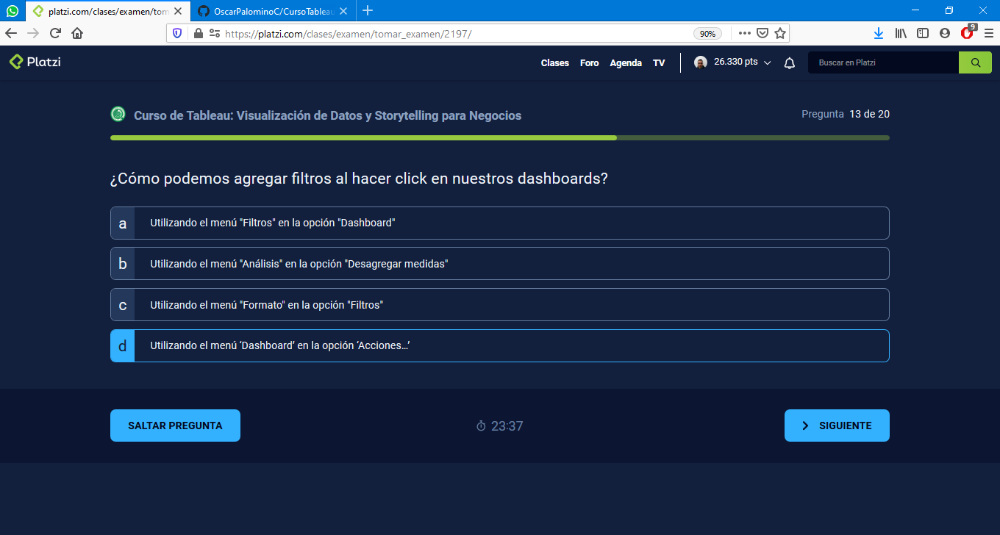 platzi.com/clases/examen/tom
OscarPalominoC/CursoTableau
https://platzi.com/clases/examen/tomar_examen/2197/
90%
9
Platzi
Clases Foro Agenda TV
26.330 pts
Buscar en Platzi
Curso de Tableau: Visualización de Datos y Storytelling para Negocios
Pregunta 13 de 20
¿Cómo podemos agregar filtros al hacer click en nuestros dashboards?
a Utilizando el menú "Filtros" en la opción "Dashboard"
b Utilizando el menú "Análisis" en la opción "Desagregar medidas"
c Utilizando el menú "Formato" en la opción "Filtros"
d Utilizando el menú ‘Dashboard’ en la opción ‘Acciones…’
SALTAR PREGUNTA
23:37
SIGUIENTE